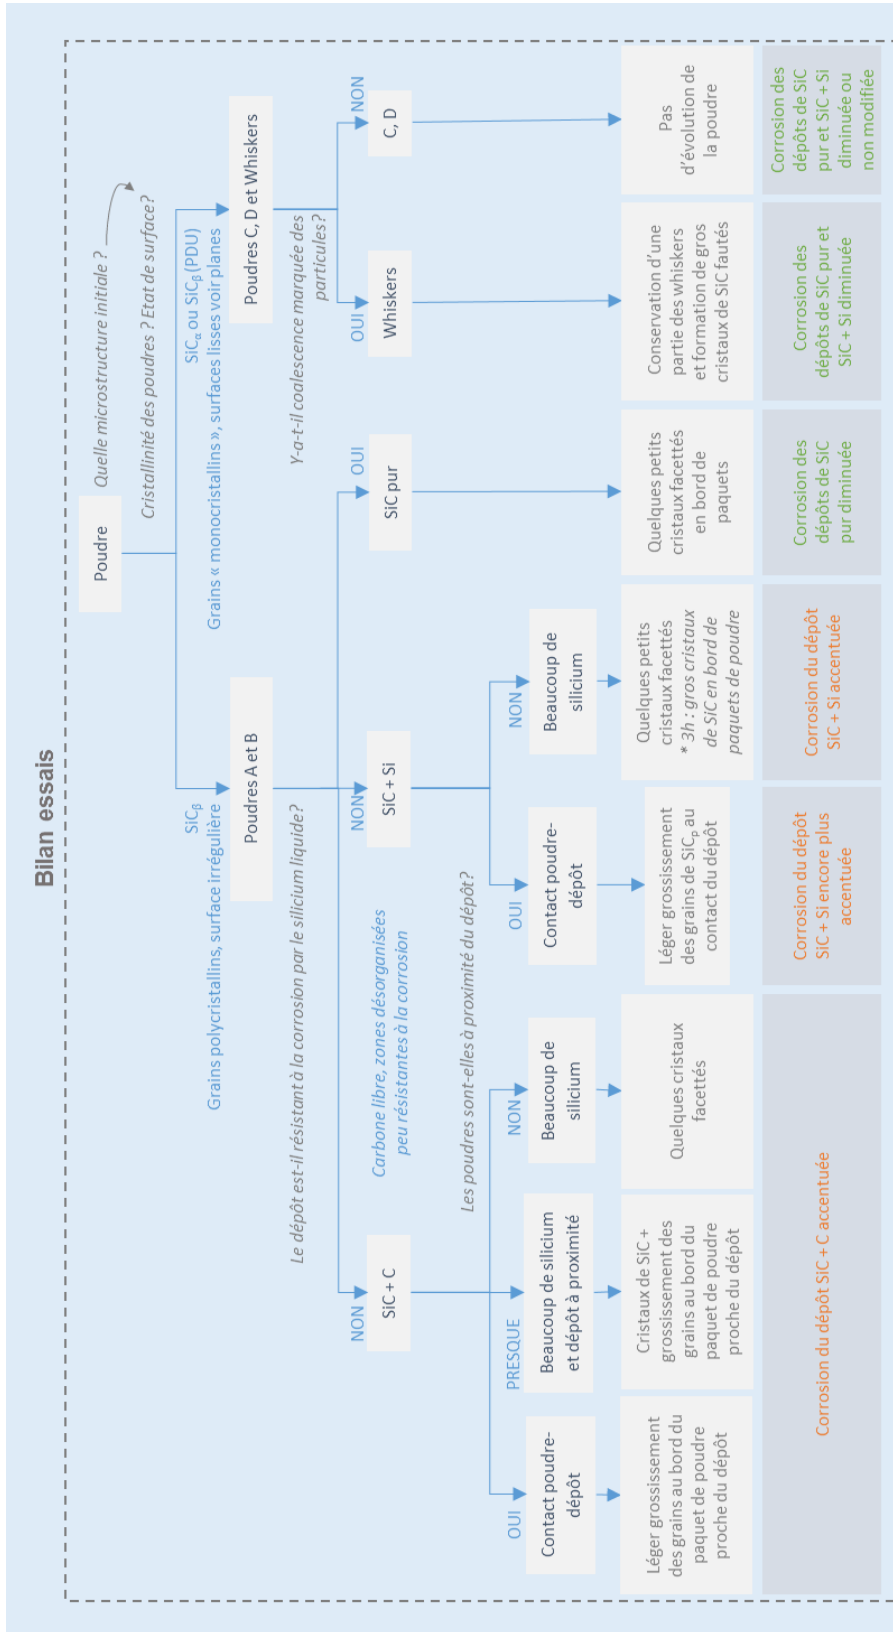 Bilan essais
Poudre
Quelle microstructure initiale ?
Cristallinité des poudres ? Etat de surface?
SiCβ
Grains polycristallins, surface irrégulière
SiCα ou SiCβ (PDU)
Grains « monocristallins », surfaces lisses voir planes
Poudres A et B
Poudres C, D et Whiskers
Le dépôt est-il résistant à la corrosion par le silicium liquide?
Y-a-t-il coalescence marquée des
particules?
NON
NON
OUI
OUI
NON
SiC + C
SiC + Si
SiC pur
Whiskers
C, D
Carbone libre, zones désorganisées
peu résistantes à la corrosion
Les poudres sont-elles à proximité du dépôt?
OUI
PRESQUE
NON
OUI
NON
Contact poudre-
dépôt
Beaucoup de silicium
et dépôt à proximité
Beaucoup de
silicium
Contact poudre-
dépôt
Beaucoup de
silicium
Léger grossissement
des grains au bord du
paquet de poudre
proche du dépôt
Cristaux de SiC +
grossissement des
grains au bord du
paquet de poudre
proche du dépôt
Quelques cristaux
facettés
Léger grossissement
des grains de SiCp au
contact du dépôt
Quelques petits
cristaux facettés
* 3h : gros cristaux
de SiC en bord de
paquets de poudre
Quelques petits
cristaux facettés
en bord de
paquets
Conservation d'une
partie des whiskers
et formation de gros
cristaux de SiC fautés
Pas
d'évolution de
la poudre
Corrosion du dépôt SiC + C accentuée
Corrosion du dépôt
SiC + Si encore plus
accentuée
Corrosion du dépôt
SiC + Si accentuée
Corrosion des
dépôts de SiC
pur diminuée
Corrosion des
dépôts de SiC pur et
SiC + Si diminuée
Corrosion des
dépôts de SiC
pur et SiC + Si
diminuée ou
non modifiée